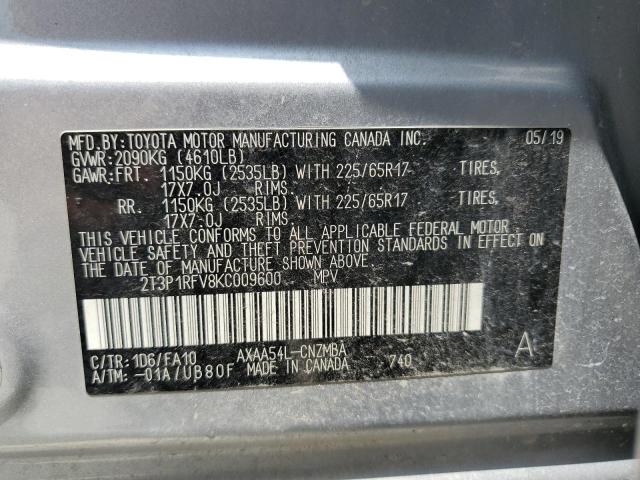 MFD.BY:TOYOTA MOTOR MANUFACTURING CANADA INC. 05/19
GVWR:2090KG (4610LB)
GAWR:FRT. 1150KG (2535LB) WITH 225/65R17 TIRES,
17X7.0J RIMS.
RR. 1150KG (2535LB) WITH 225/65R17 TIRES,
17X7.0J RIMS.
THIS VEHICLE CONFORMS TO ALL APPLICABLE FEDERAL MOTOR
VEHICLE SAFETY AND THEFT PREVENTION STANDARDS IN EFFECT ON
THE DATE OF MANUFACTURE SHOWN ABOVE.
2T3P1RFV8KC009600 MPV
C/TR:1D6/FA10 AXAA54L-CNZMBA 740 A
A/TM:-01A/UB80F MADE IN CANADA